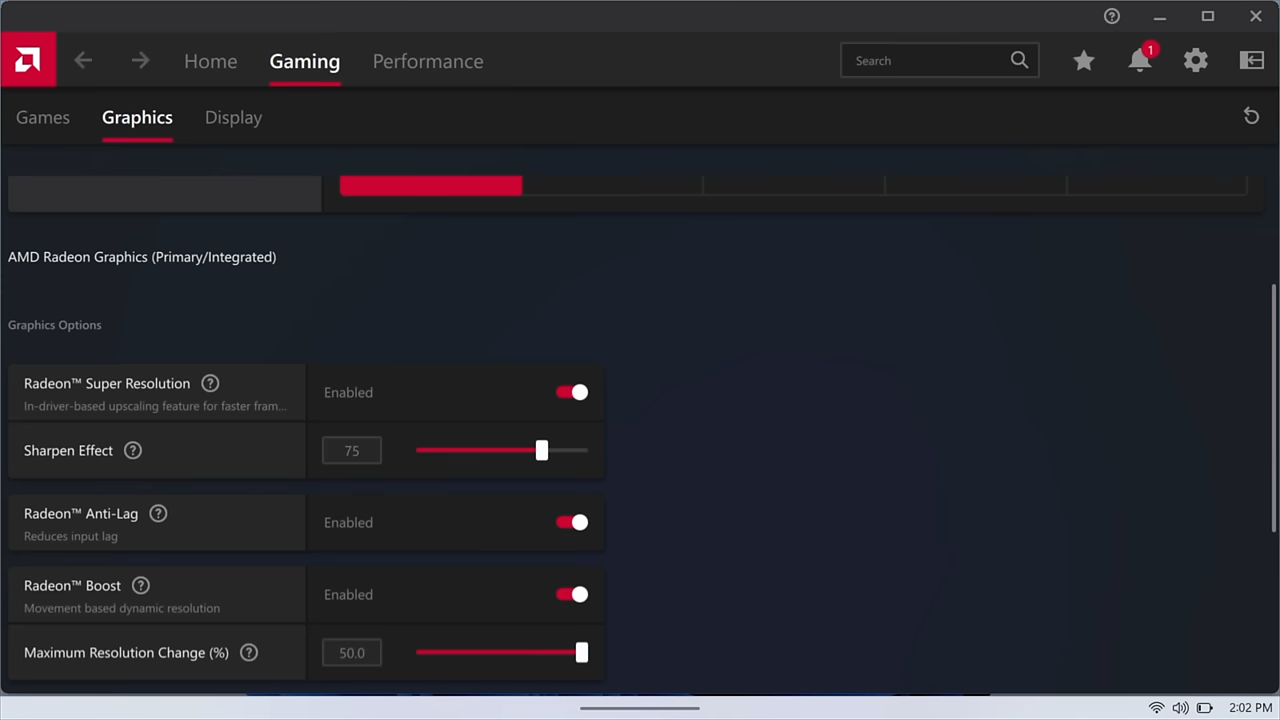 Home Gaming Performance Search 1
Games Graphics Display
AMD Radeon Graphics (Primary/Integrated)
Graphics Options
Radeon™ Super Resolution Enabled
In-driver-based upscaling feature for faster fram...
Sharpen Effect 75
Radeon™ Anti-Lag Enabled
Reduces input lag
Radeon™ Boost Enabled
Movement based dynamic resolution
Maximum Resolution Change (%) 50.0
2:02 PM